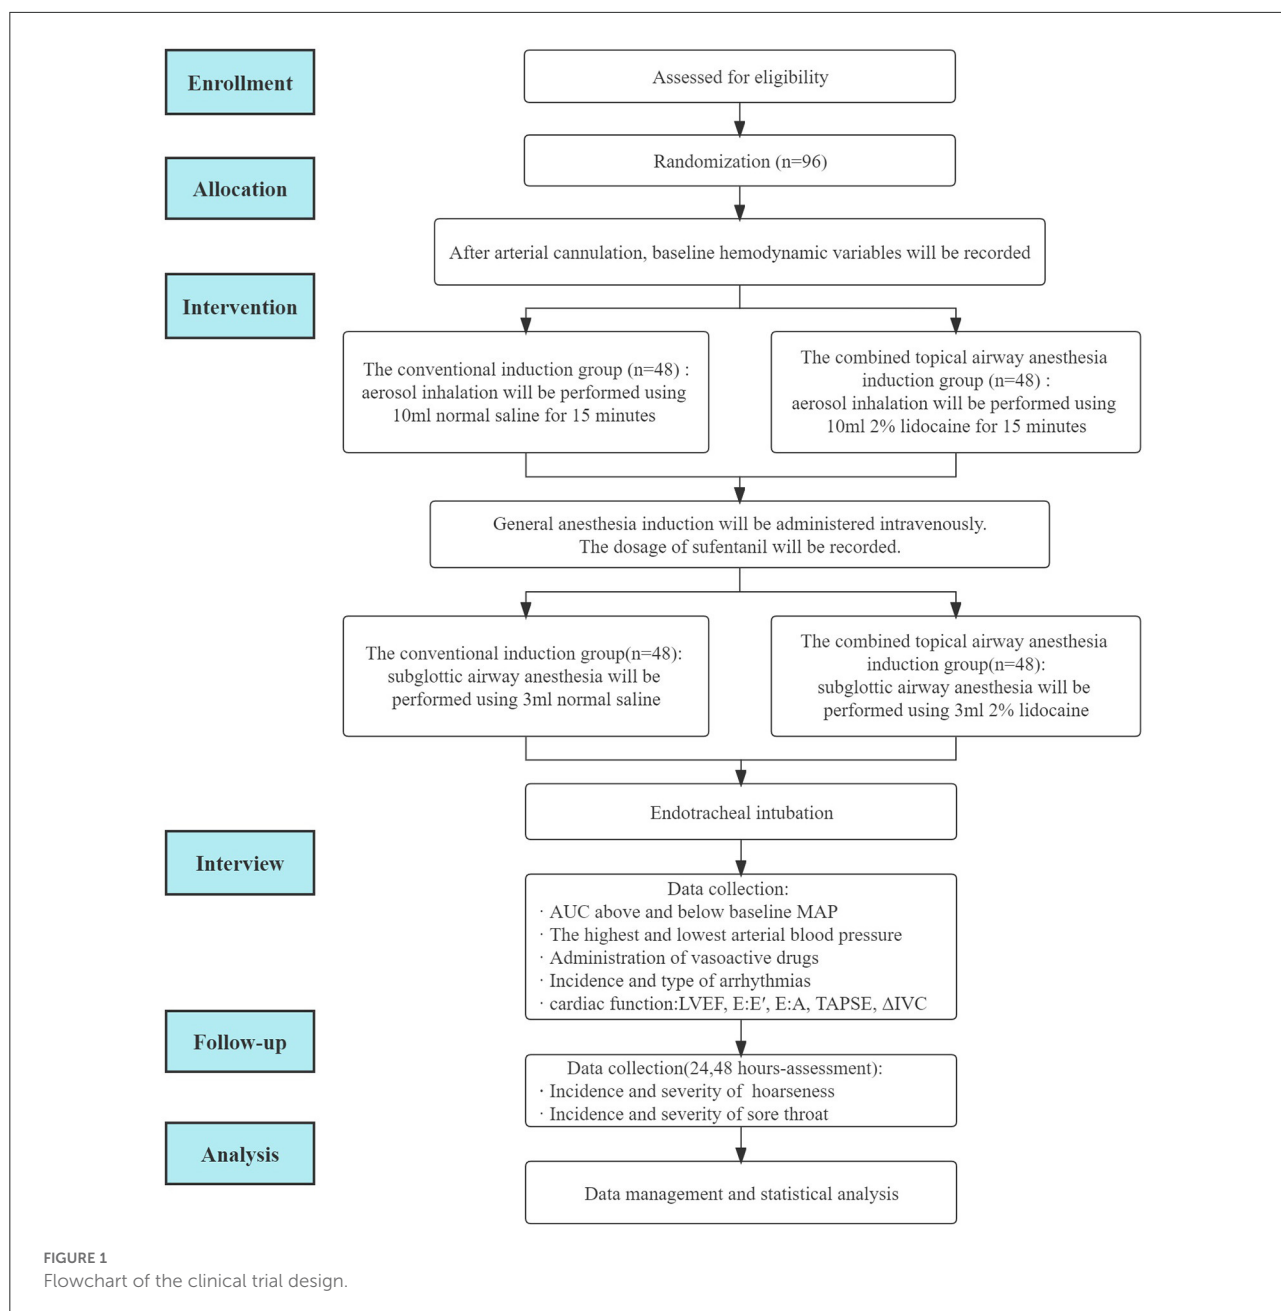 Enrollment
Assessed for eligibility
Allocation
Randomization (n=96)
After arterial cannulation, baseline hemodynamic variables will be recorded
Intervention
The conventional induction group (n=48) :
aerosol inhalation will be performed using
10ml normal saline for 15 minutes
The combined topical airway anesthesia
induction group (n=48) :
aerosol inhalation will be performed using
10ml 2% lidocaine for 15 minutes
General anesthesia induction will be administered intravenously.
The dosage of sufentanil will be recorded.
The conventional induction group(n=48):
subglottic airway anesthesia will be
performed using 3ml normal saline
The combined topical airway anesthesia
induction group(n=48):
subglottic airway anesthesia will be
performed using 3ml 2% lidocaine
Endotracheal intubation
Interview
Data collection:
· AUC above and below baseline MAP
· The highest and lowest arterial blood pressure
· Administration of vasoactive drugs
· Incidence and type of arrhythmias
· cardiac function:LVEF, E:E′, E:A, TAPSE, ΔIVC
Follow-up
Data collection(24,48 hours-assessment):
· Incidence and severity of hoarseness
· Incidence and severity of sore throat
Analysis
Data management and statistical analysis
FIGURE 1
Flowchart of the clinical trial design.